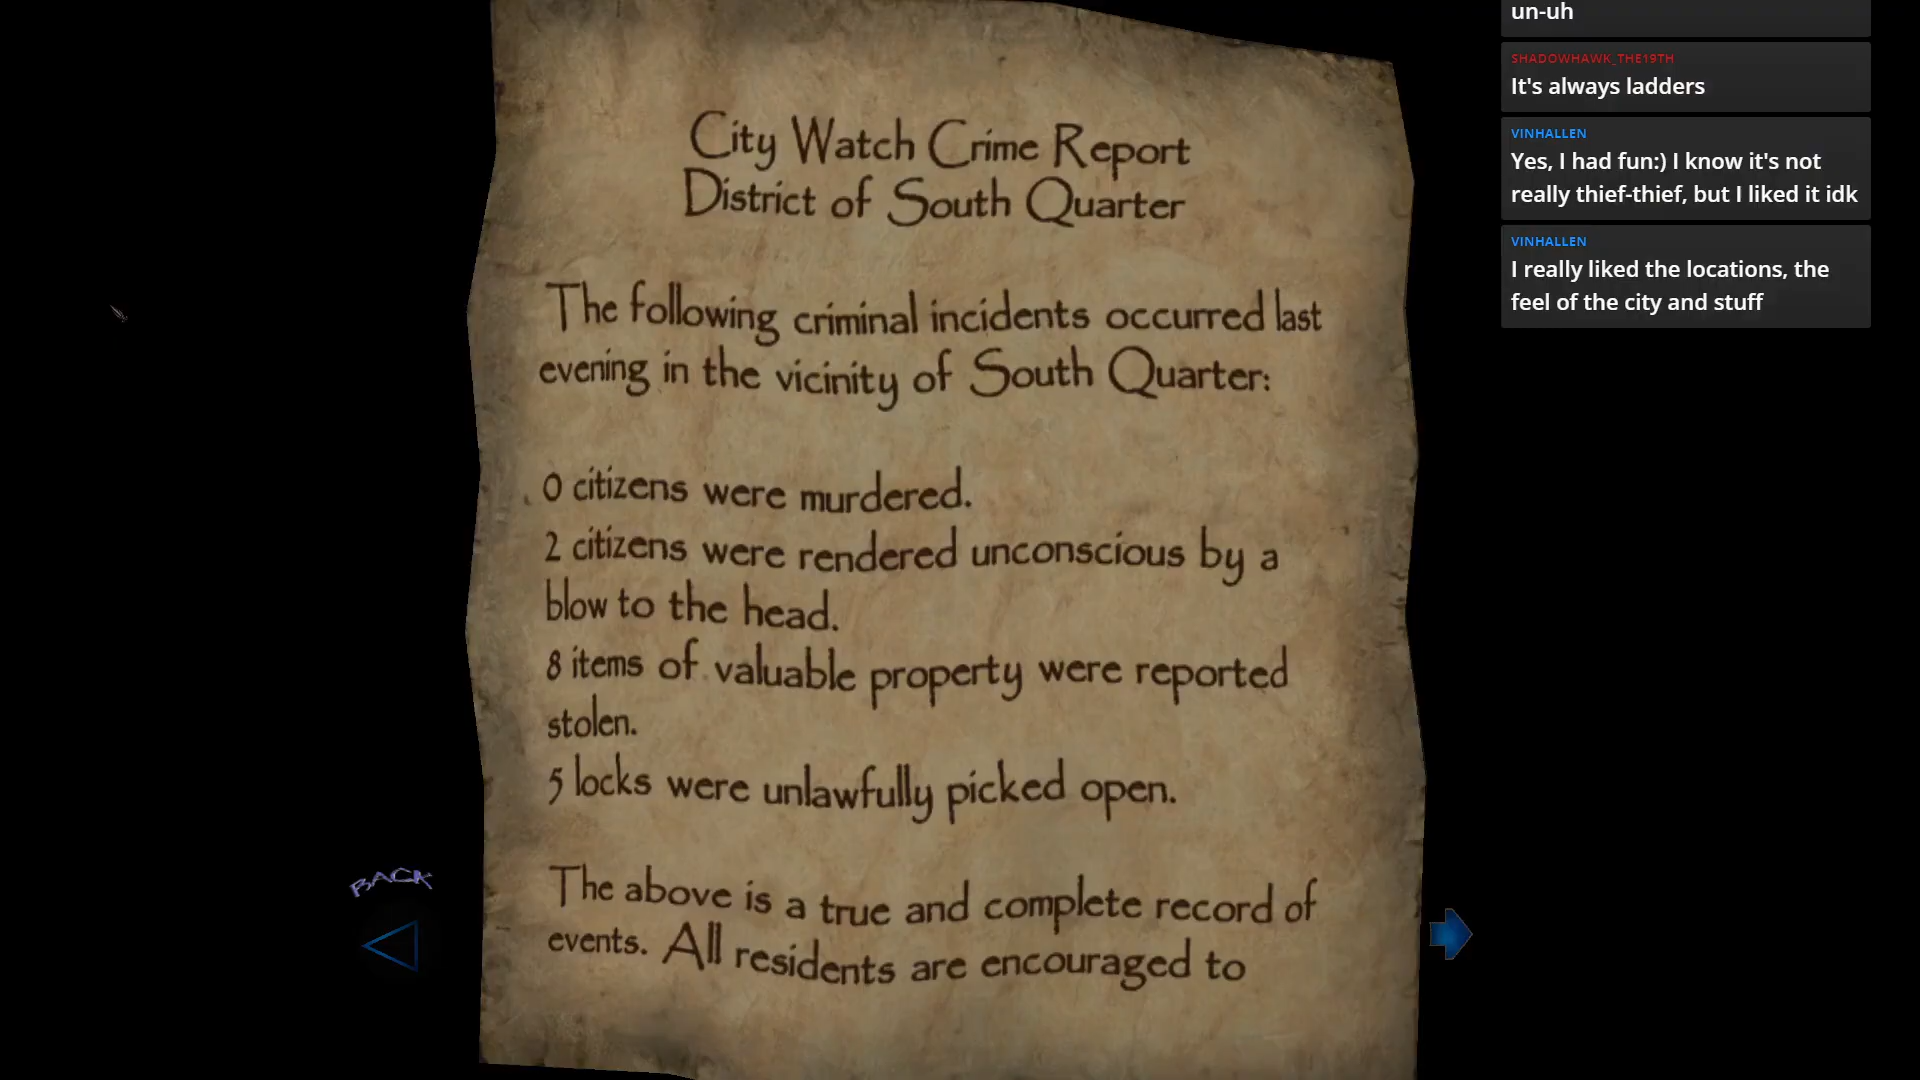 City Watch Crime Report
District of South Quarter
The following criminal incidents occurred last
evening in the vicinity of South Quarter:
0 citizens were murdered.
2 citizens were rendered unconscious by a
blow to the head.
8 items of valuable property were reported
stolen.
5 locks were unlawfully picked open.
The above is a true and complete record of
events. All residents are encouraged to
BACK
un-uh
SHADOWHAWK_THE19TH
It's always ladders
VINHALLEN
Yes, I had fun:) I know it's not
really thief-thief, but I liked it idk
VINHALLEN
I really liked the locations, the
feel of the city and stuff